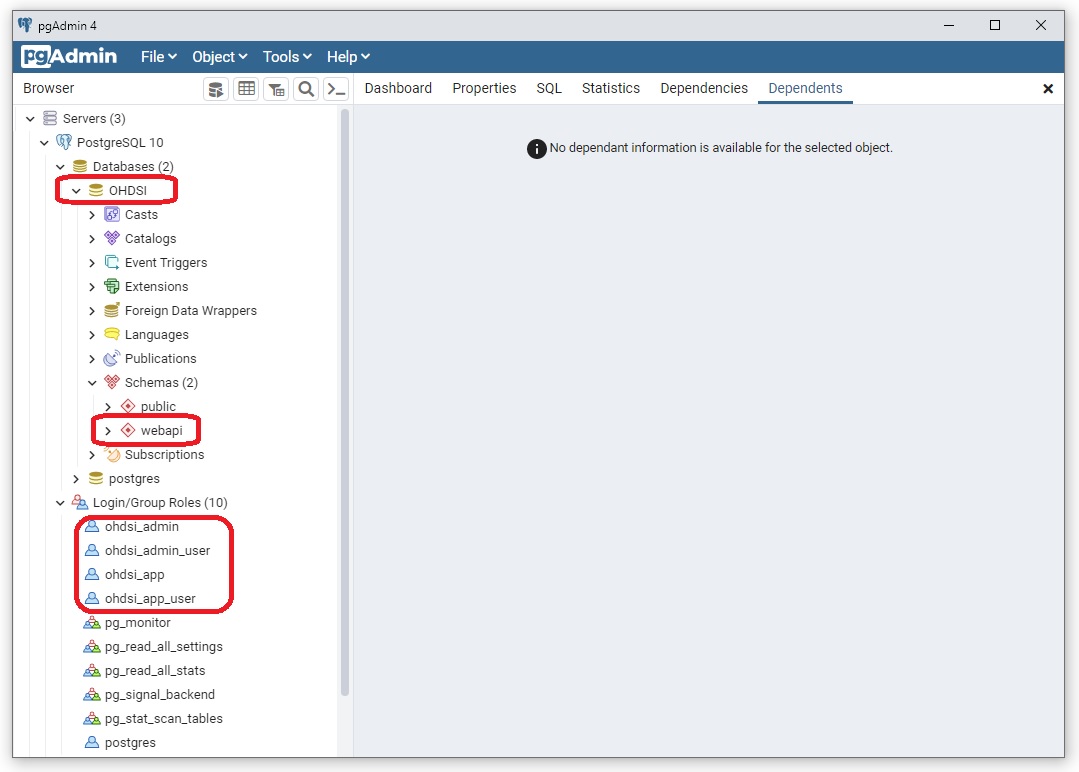 pgAdmin 4
pgAdmin File Object Tools Help
Browser Dashboard Properties SQL Statistics Dependencies Dependents
Servers (3)
PostgreSQL 10
No dependant information is available for the selected object.
Databases (2)
OHDSI
Casts
Catalogs
Event Triggers
Extensions
Foreign Data Wrappers
Languages
Publications
Schemas (2)
public
webapi
Subscriptions
postgres
Login/Group Roles (10)
ohdsi_admin
ohdsi_admin_user
ohdsi_app
ohdsi_app_user
pg_monitor
pg_read_all_settings
pg_read_all_stats
pg_signal_backend
pg_stat_scan_tables
postgres